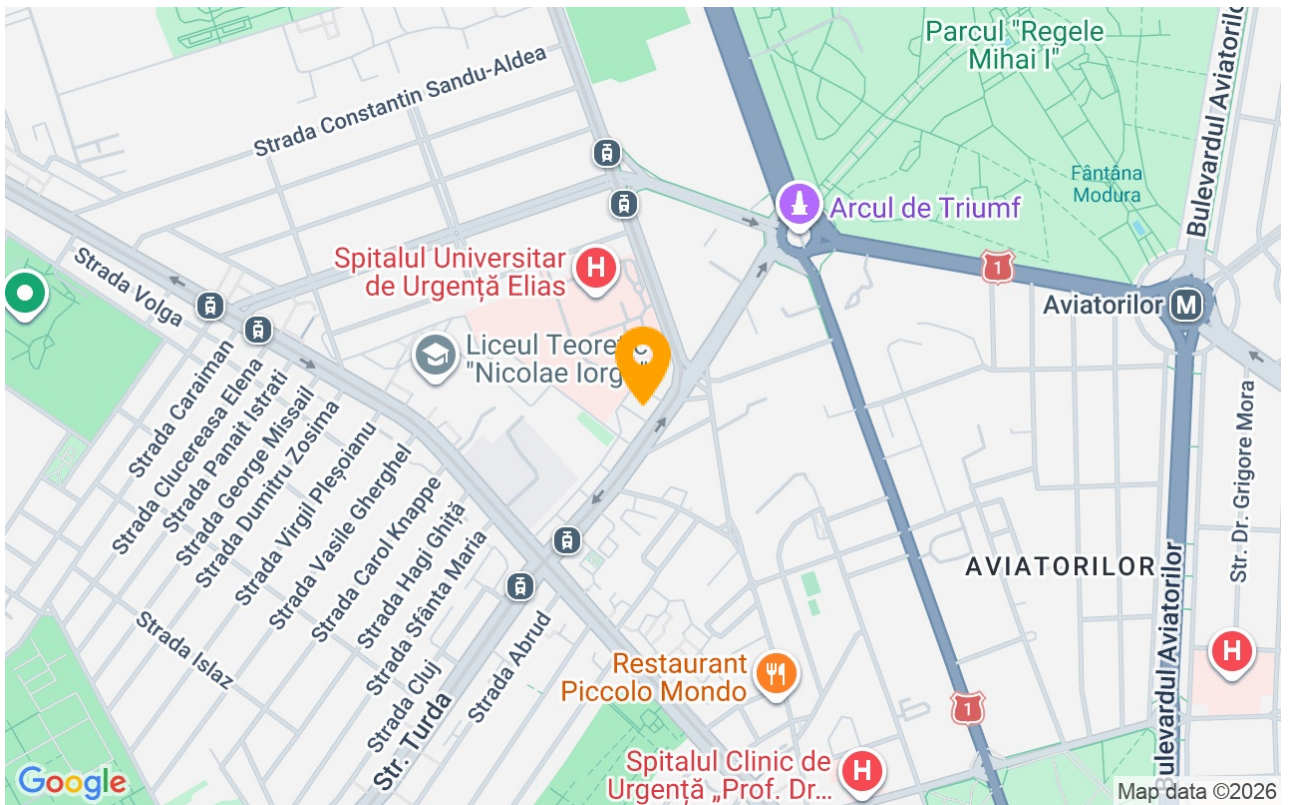 Parcul "Regele
Mihai I"
Bulevardul Aviatorilo
Strada Constantin Sandu-Aldea
Fântâna
Modura
Arcul de Triumf
Spitalul Universitar
de Urgență Elias
H
1
Aviatorilor
M
Strada Volga
Liceul Teore
"Nicolae Iorg
Strada Caraiman
Strada Clucereasa Elena
Strada Panait Istrati
Strada George Missail
Strada Dumitru Zosima
Strada Virgil Pleșoianu
Strada Vasile Gherghel
Strada Carol Knappe
Strada Hagi Ghiță
Strada Sfânta Maria
Strada Cluj
Str. Turda
Strada Abrud
Strada Islaz
Str. Dr. Grigore Mora
AVIATORILOR
Bulevardul Aviatorilor
H
Restaurant
Piccolo Mondo
1
Spitalul Clinic de
Urgență „Prof. Dr...
H
Google
Map data ©2026